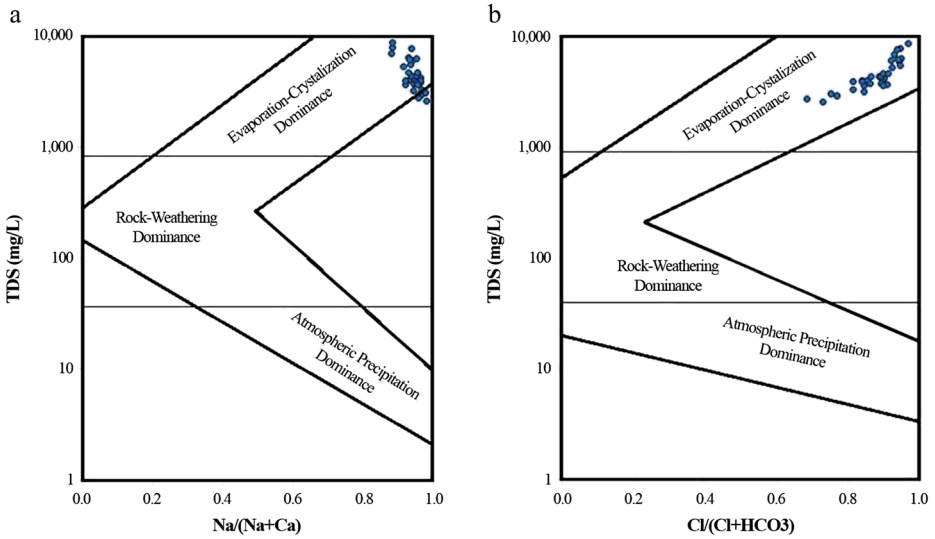 a
10,000
1,000
100
10
1
TDS (mg/L)
Evaporation-Crystalization
Dominance
Rock-Weathering
Dominance
Atmospheric Precipitation
Dominance
0.0 0.2 0.4 0.6 0.8 1.0
Na/(Na+Ca)
b
10,000
1,000
100
10
1
TDS (mg/L)
Evaporation-Crystalization
Dominance
Rock-Weathering
Dominance
Atmospheric Precipitation
Dominance
0.0 0.2 0.4 0.6 0.8 1.0
Cl/(Cl+HCO3)